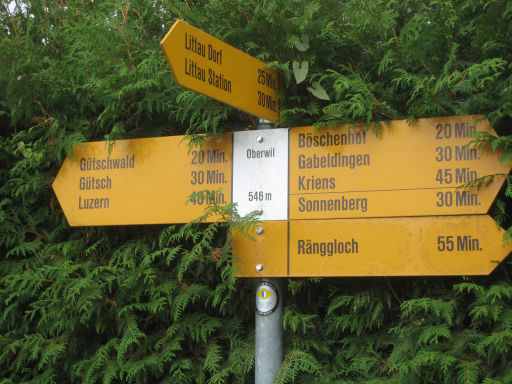 Littau Dorf 25 Min.
Littau Station 30 Min.
Gütschwald 20 Min.
Gütsch 30 Min.
Luzern 40 Min.
Oberwil
546 m
Böschenhof 20 Min.
Gabeldingen 30 Min.
Kriens 45 Min.
Sonnenberg 30 Min.
Ränggloch 55 Min.